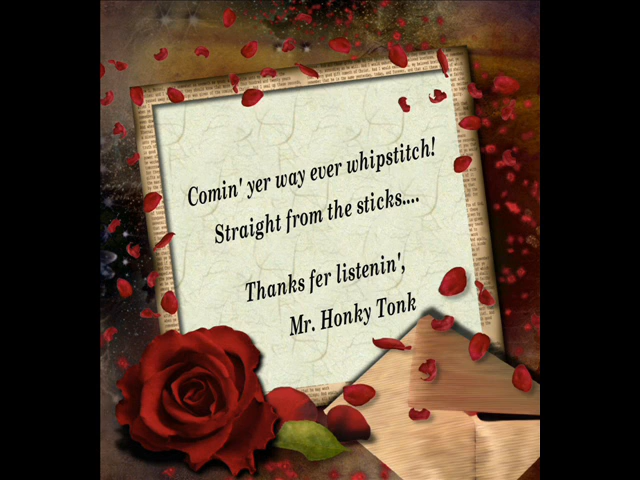 Comin' yer way ever whipstitch!
Straight from the sticks....
Thanks fer listenin',
Mr. Honky Tonk